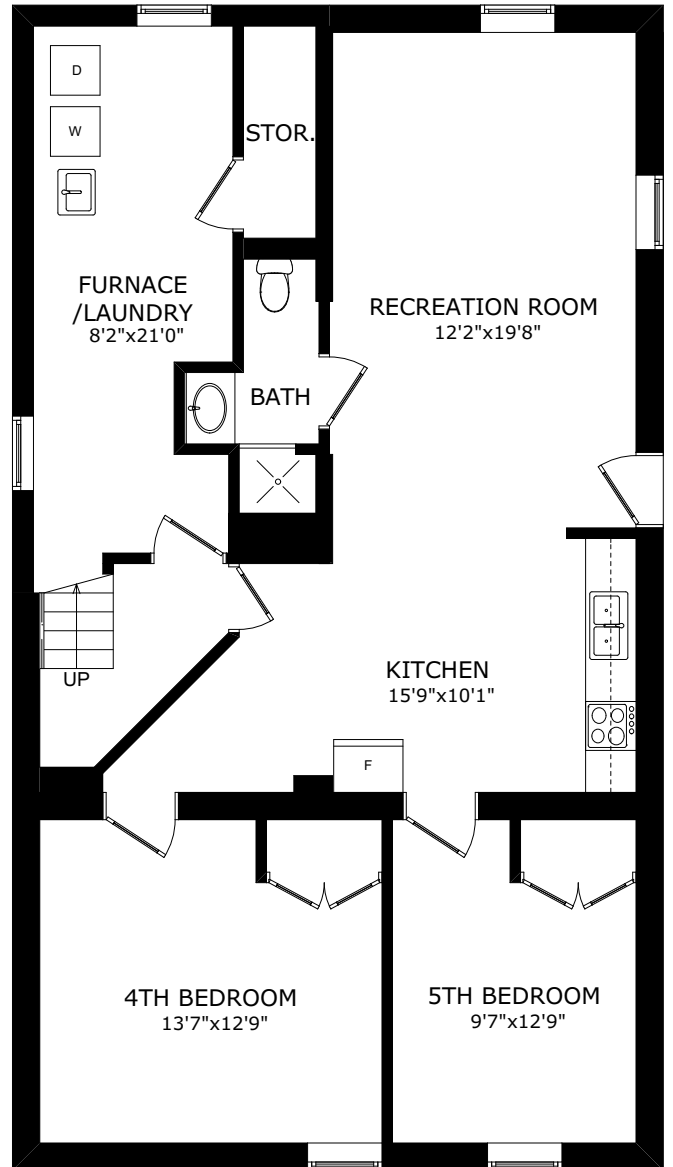 D
W
STOR.
FURNACE
/LAUNDRY
8'2"x21'0"
RECREATION ROOM
12'2"x19'8"
BATH
UP
KITCHEN
15'9"x10'1"
F
4TH BEDROOM
13'7"x12'9"
5TH BEDROOM
9'7"x12'9"